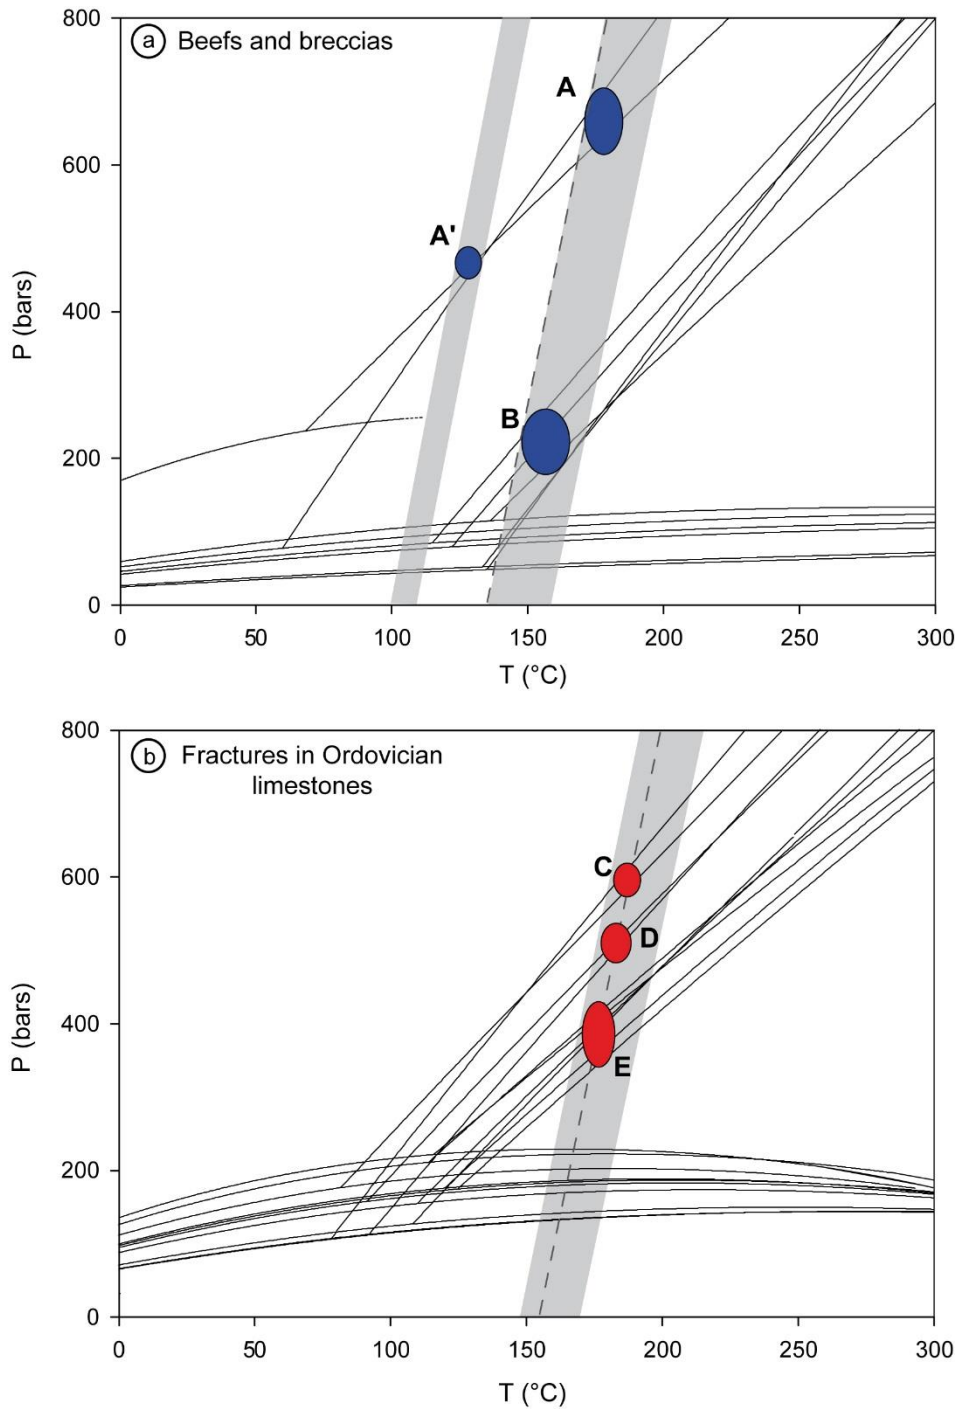 a Beefs and breccias
800
600
400
200
0
P (bars)
A
A'
B
0 50 100 150 200 250 300
T (°C)
b Fractures in Ordovician
limestones
800
600
400
200
0
P (bars)
C
D
E
0 50 100 150 200 250 300
T (°C)